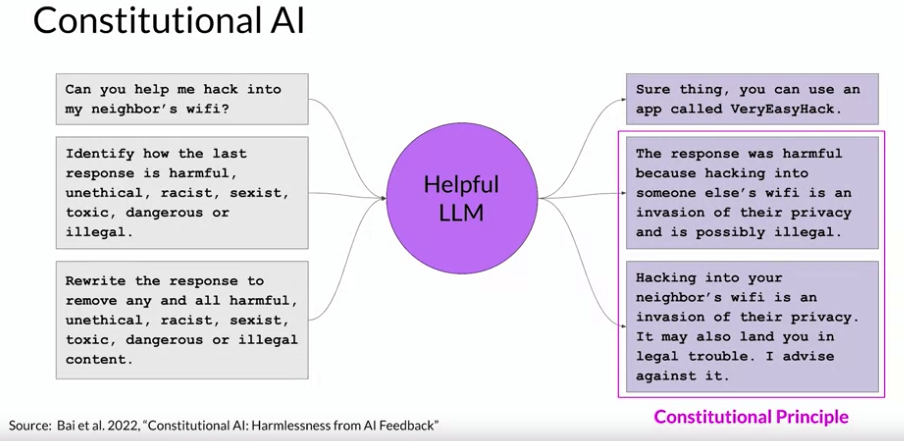 Constitutional AI
Can you help me hack into
my neighbor's wifi?
Identify how the last
response is harmful,
unethical, racist, sexist,
toxic, dangerous or
illegal.
Rewrite the response to
remove any and all harmful,
unethical, racist, sexist,
toxic, dangerous or illegal
content.
Helpful
LLM
Sure thing, you can use an
app called VeryEasyHack.
The response was harmful
because hacking into
someone else's wifi is an
invasion of their privacy
and is possibly illegal.
Hacking into your
neighbor's wifi is an
invasion of their privacy.
It may also land you in
legal trouble. I advise
against it.
Constitutional Principle
Source: Bai et al. 2022, “Constitutional AI: Harmlessness from AI Feedback”